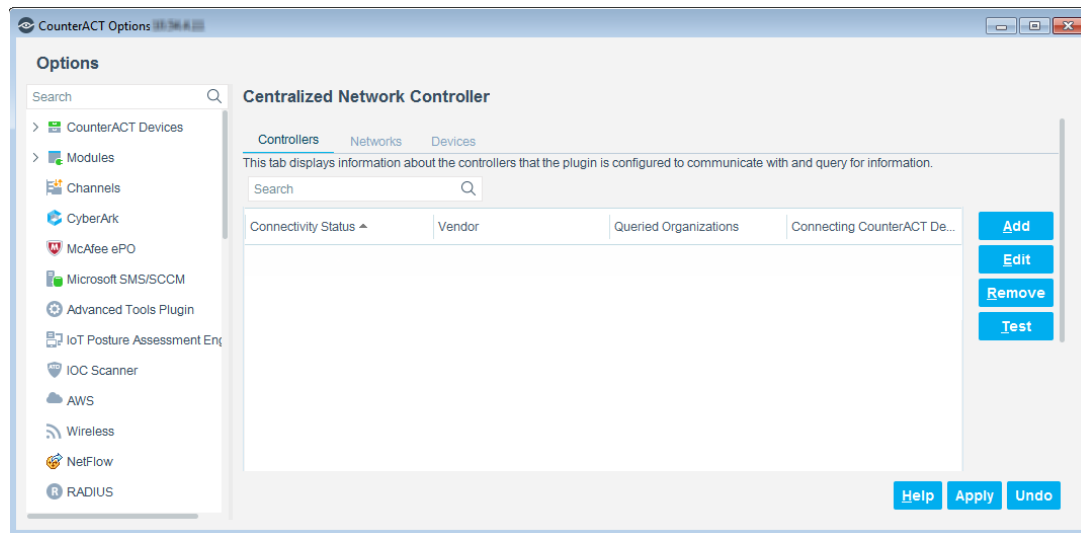 CounterACT Options
Options
Search
CounterACT Devices
Modules
Channels
CyberArk
McAfee ePO
Microsoft SMS/SCCM
Advanced Tools Plugin
IoT Posture Assessment Eng
IOC Scanner
AWS
Wireless
NetFlow
R RADIUS
Centralized Network Controller
Controllers Networks Devices
This tab displays information about the controllers that the plugin is configured to communicate with and query for information.
Search
Connectivity Status Vendor Queried Organizations Connecting CounterACT De...
Add
Edit
Remove
Test
Help Apply Undo